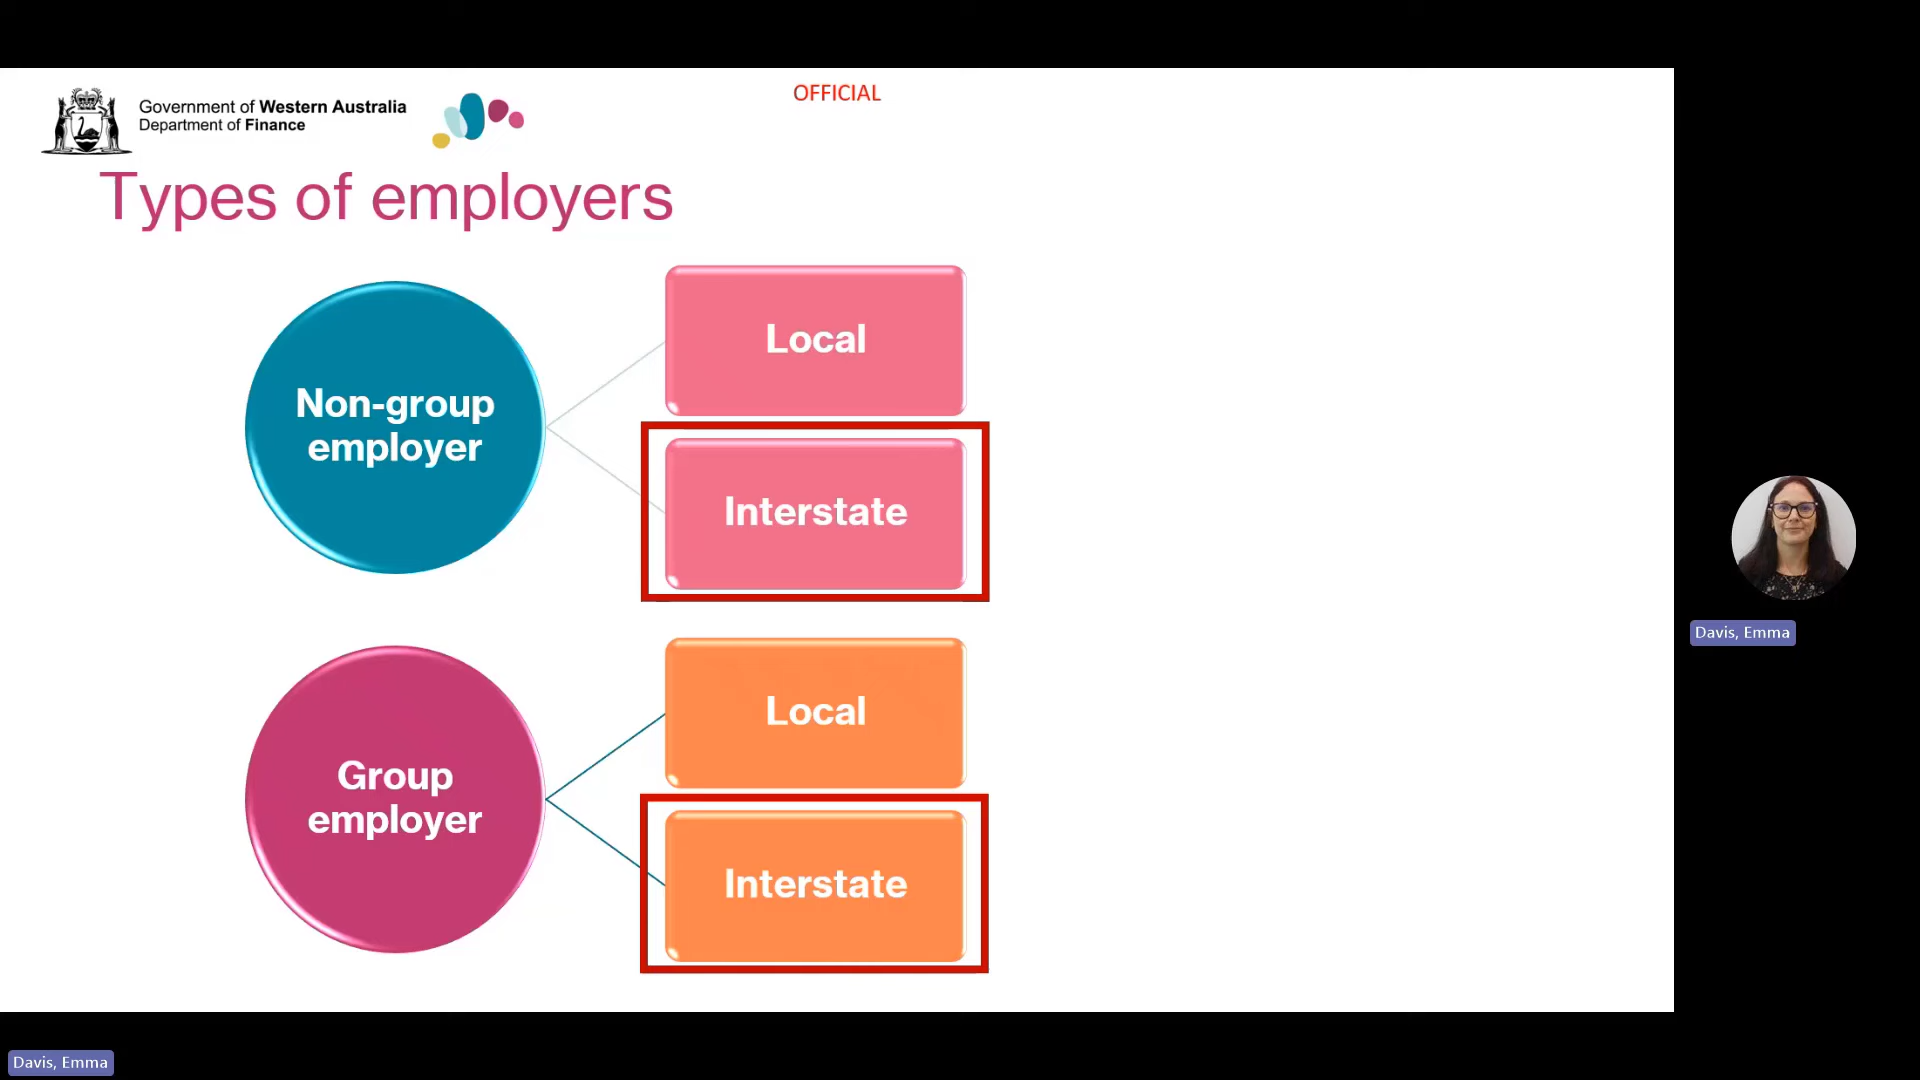 OFFICIAL
Government of Western Australia
Department of Finance
Types of employers
Non-group
employer
Local
Interstate
Group
employer
Local
Interstate
Davis, Emma
Davis, Emma